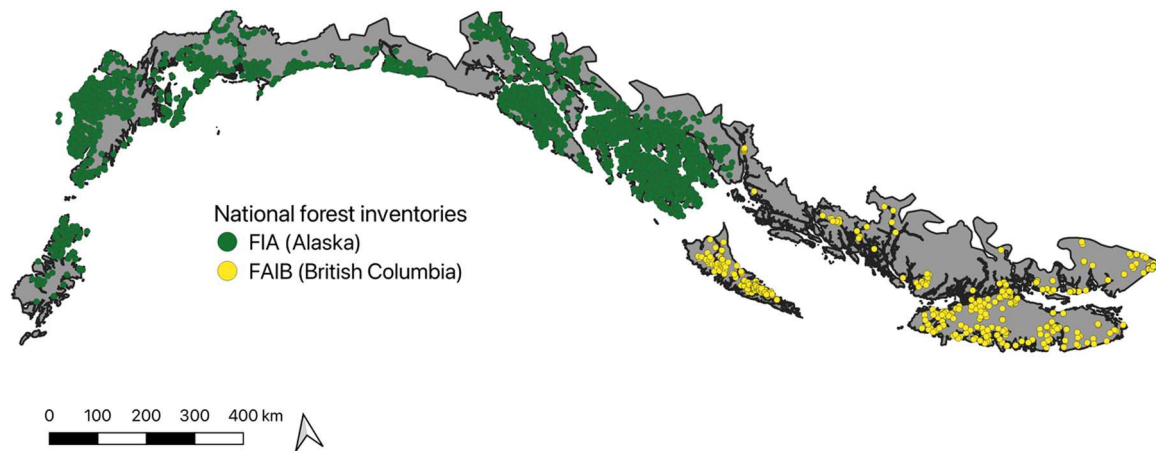 National forest inventories
FIA (Alaska)
FAIB (British Columbia)
0 100 200 300 400 km